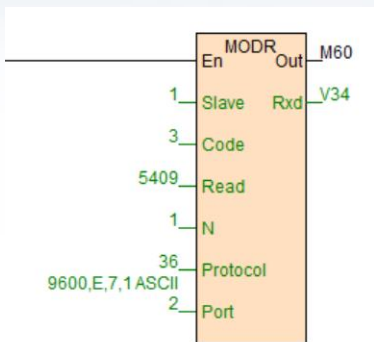 MODR
En Out M60
1 Slave Rxd V34
3 Code
5409 Read
1 N
36 Protocol
9600,E,7,1 ASCII
2 Port